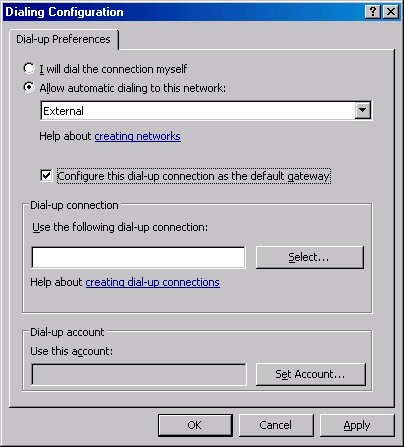 Dialing Configuration
Dial-up Preferences
I will dial the connection myself
Allow automatic dialing to this network:
External
Help about creating networks
Configure this dial-up connection as the default gateway
Dial-up connection
Use the following dial-up connection:
Select...
Help about creating dial-up connections
Dial-up account
Use this account:
Set Account...
OK
Cancel
Apply